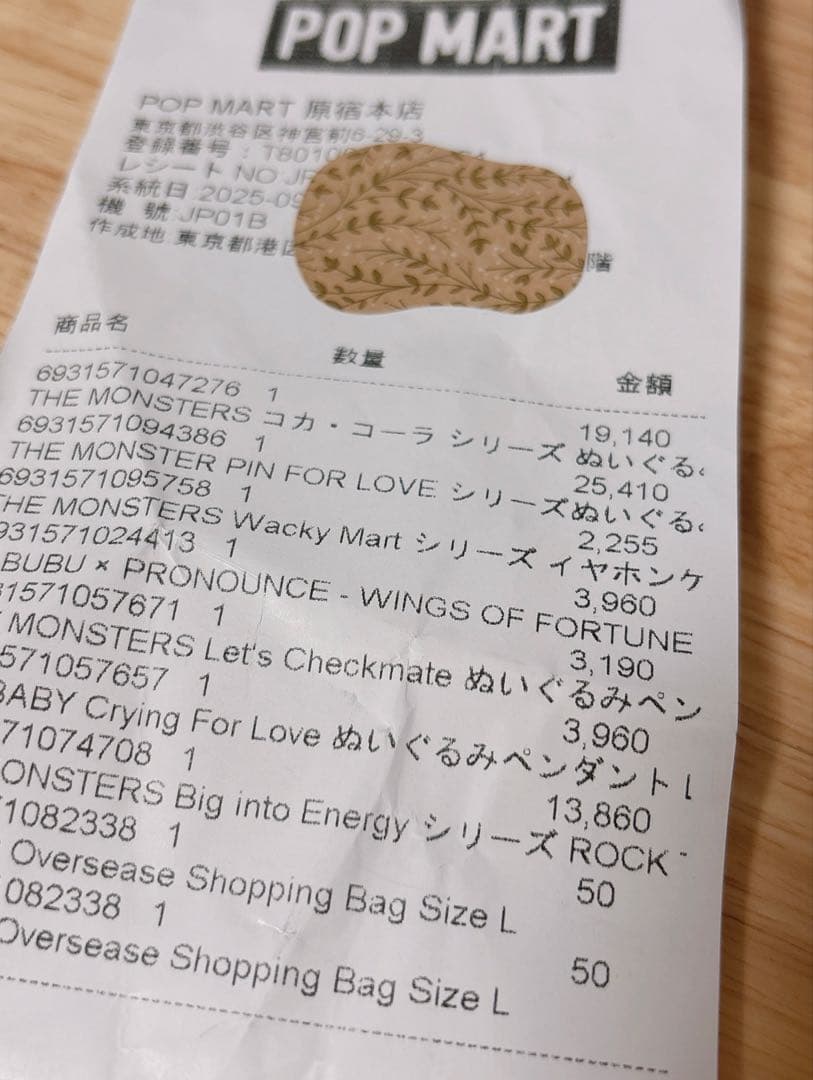 POP MART
POP MART 原宿本店
東京都渋谷区神宮前6-29-3
登録番号：T8010
レシート NO JP
系統日:2025-09
機 號:JP01B
作成地:東京都港区 階
商品名 数量 金額
6931571047276 1 19,140
THE MONSTERS コカ・コーラ シリーズ ぬいぐる
6931571094386 1 25,410
THE MONSTER PIN FOR LOVE シリーズぬいぐる
6931571095758 1 2,255
THE MONSTERS Wacky Mart シリーズ イヤホンケ
931571024413 1 3,960
BUBU × PRONOUNCE - WINGS OF FORTUNE
1571057671 1 3,190
MONSTERS Let's Checkmate ぬいぐるみペン
571057657 1 3,960
BABY Crying For Love ぬいぐるみペンダント
71074708 1 13,860
ONSTERS Big into Energy シリーズ ROCK
1082338 1 50
Oversease Shopping Bag Size L
082338 1 50
Oversease Shopping Bag Size L